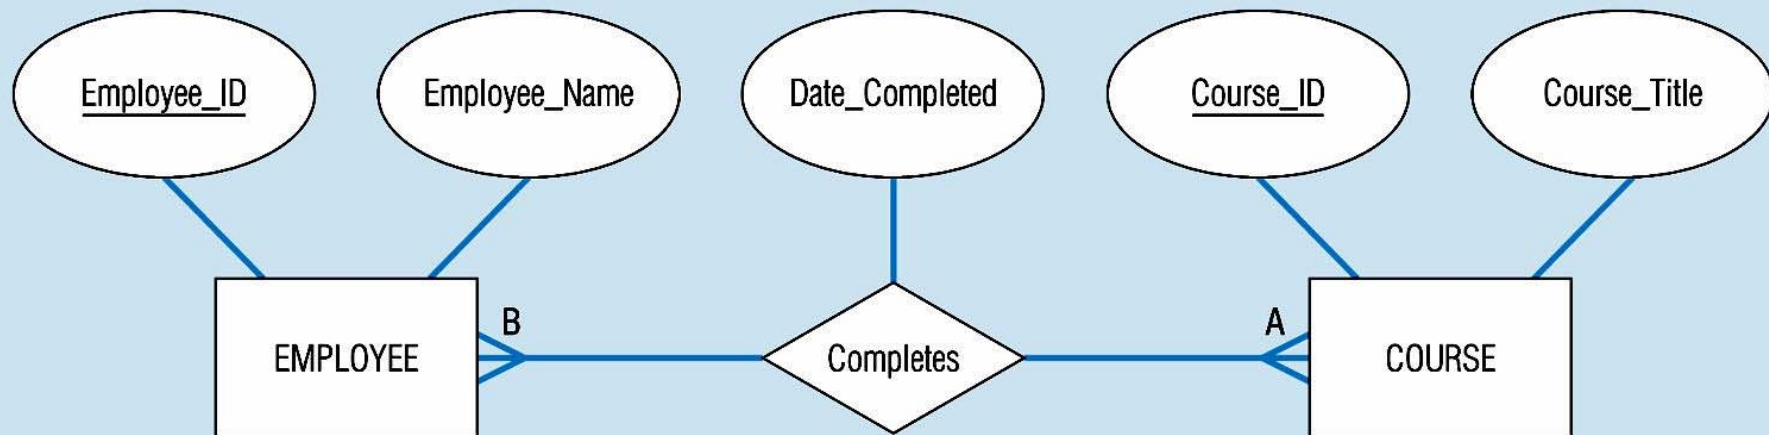 Employee_ID
Employee_Name
Date_Completed
Course_ID
Course_Title
B
A
EMPLOYEE
Completes
COURSE